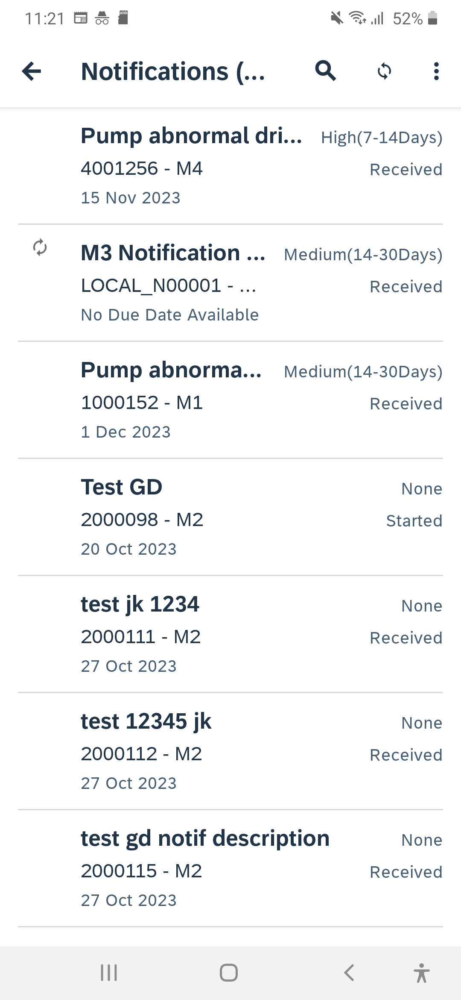 11:21 52%
Notifications (...
Pump abnormal dri... High(7-14Days)
4001256 - M4 Received
15 Nov 2023
M3 Notification ... Medium(14-30Days)
LOCAL_N00001 - ... Received
No Due Date Available
Pump abnorma... Medium(14-30Days)
1000152 - M1 Received
1 Dec 2023
Test GD None
2000098 - M2 Started
20 Oct 2023
test jk 1234 None
2000111 - M2 Received
27 Oct 2023
test 12345 jk None
2000112 - M2 Received
27 Oct 2023
test gd notif description None
2000115 - M2 Received
27 Oct 2023